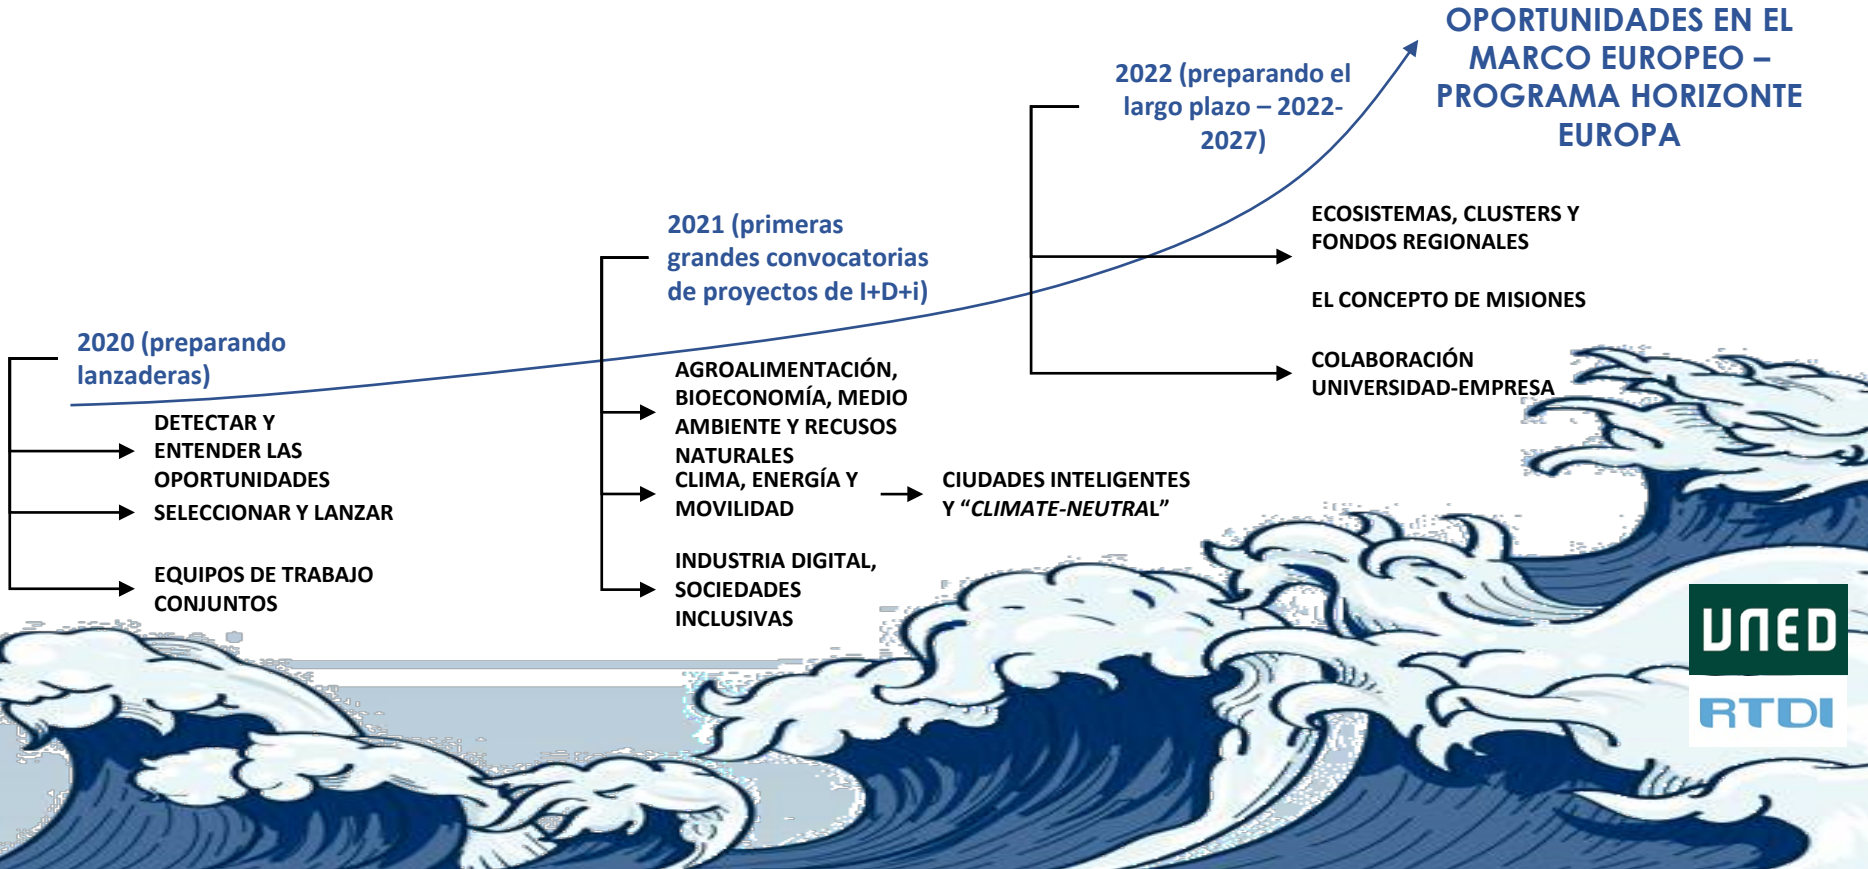 OPORTUNIDADES EN EL
MARCO EUROPEO –
PROGRAMA HORIZONTE
EUROPA
2020 (preparando
lanzaderas)
DETECTAR Y
ENTENDER LAS
OPORTUNIDADES
SELECCIONAR Y LANZAR
EQUIPOS DE TRABAJO
CONJUNTOS
2021 (primeras
grandes convocatorias
de proyectos de I+D+i)
AGROALIMENTACIÓN,
BIOECONOMÍA, MEDIO
AMBIENTE Y RECUSOS
NATURALES
CLIMA, ENERGÍA Y
MOVILIDAD
CIUDADES INTELIGENTES
Y “CLIMATE-NEUTRAL”
INDUSTRIA DIGITAL,
SOCIEDADES
INCLUSIVAS
2022 (preparando el
largo plazo – 2022-
2027)
ECOSISTEMAS, CLUSTERS Y
FONDOS REGIONALES
EL CONCEPTO DE MISIONES
COLABORACIÓN
UNIVERSIDAD-EMPRESA
UNED
RTDI